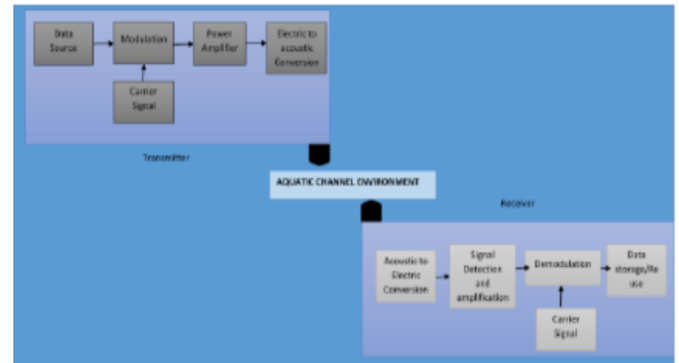 Data
Source
Modulation
Power
Amplifier
Electric to
acoustic
Conversion
Carrier
Signal
Transmitter
AQUATIC CHANNEL ENVIRONMENT
Receiver
Acoustic to
Electric
Conversion
Signal
Detection
and
amplification
Demodulation
Data
storage/Re
use
Carrier
Signal